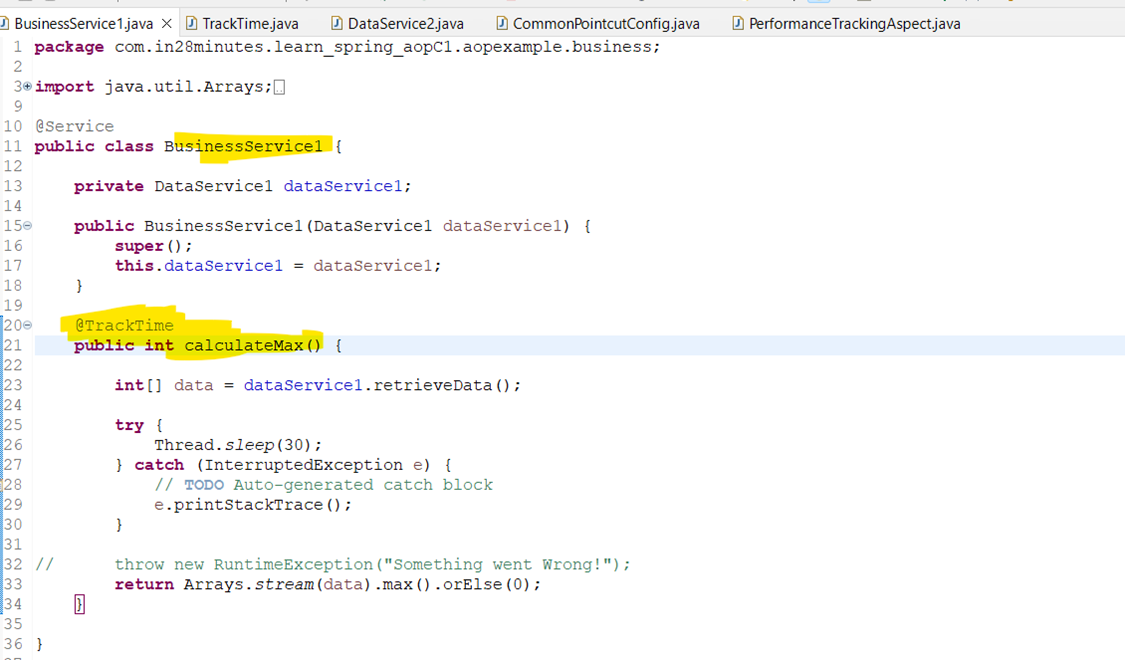 BusinessService1.java TrackTime.java DataService2.java CommonPointcutConfig.java PerformanceTrackingAspect.java
1 package com.in28minutes.learn_spring_aopC1.aopexample.business;
2
3 import java.util.Arrays;
9
10 @Service
11 public class BusinessService1 {
12
13 private DataService1 dataService1;
14
15 public BusinessService1(DataService1 dataService1) {
16 super();
17 this.dataService1 = dataService1;
18 }
19
20 @TrackTime
21 public int calculateMax() {
22
23 int[] data = dataService1.retrieveData();
24
25 try {
26 Thread.sleep(30);
27 } catch (InterruptedException e) {
28 // TODO Auto-generated catch block
29 e.printStackTrace();
30 }
31
32 // throw new RuntimeException("Something went Wrong!");
33 return Arrays.stream(data).max().orElse(0);
34 }
35
36 }